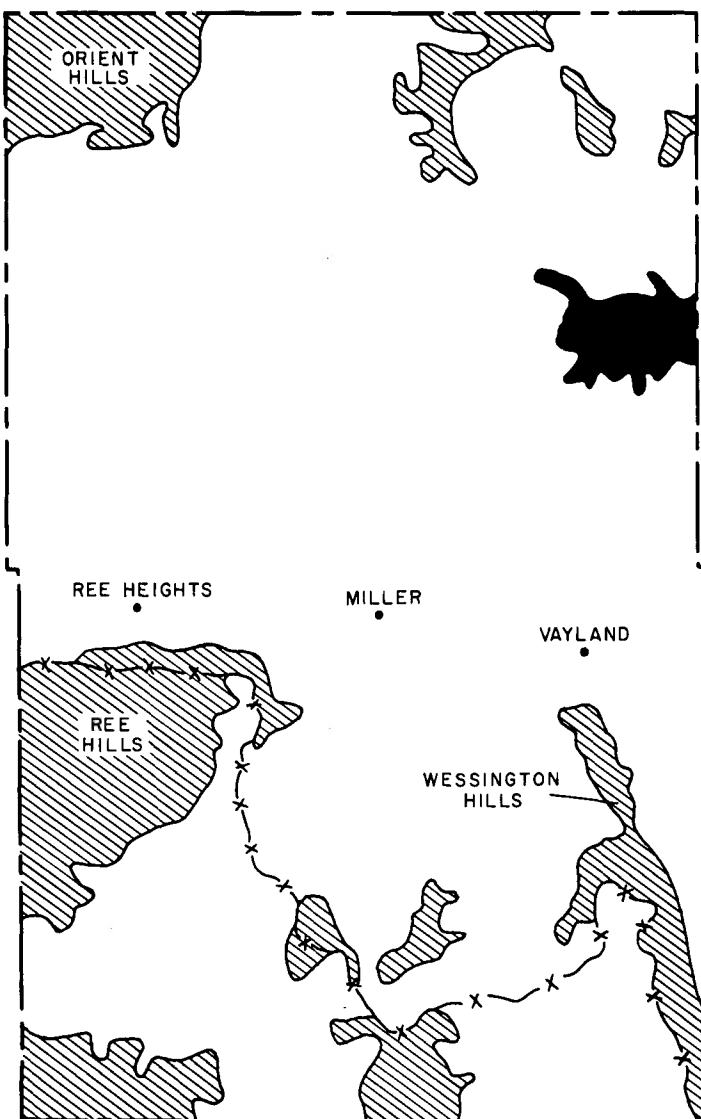 ORIENT
HILLS
REE HEIGHTS
MILLER
VAYLAND
REE
HILLS
WESSINGTON
HILLS